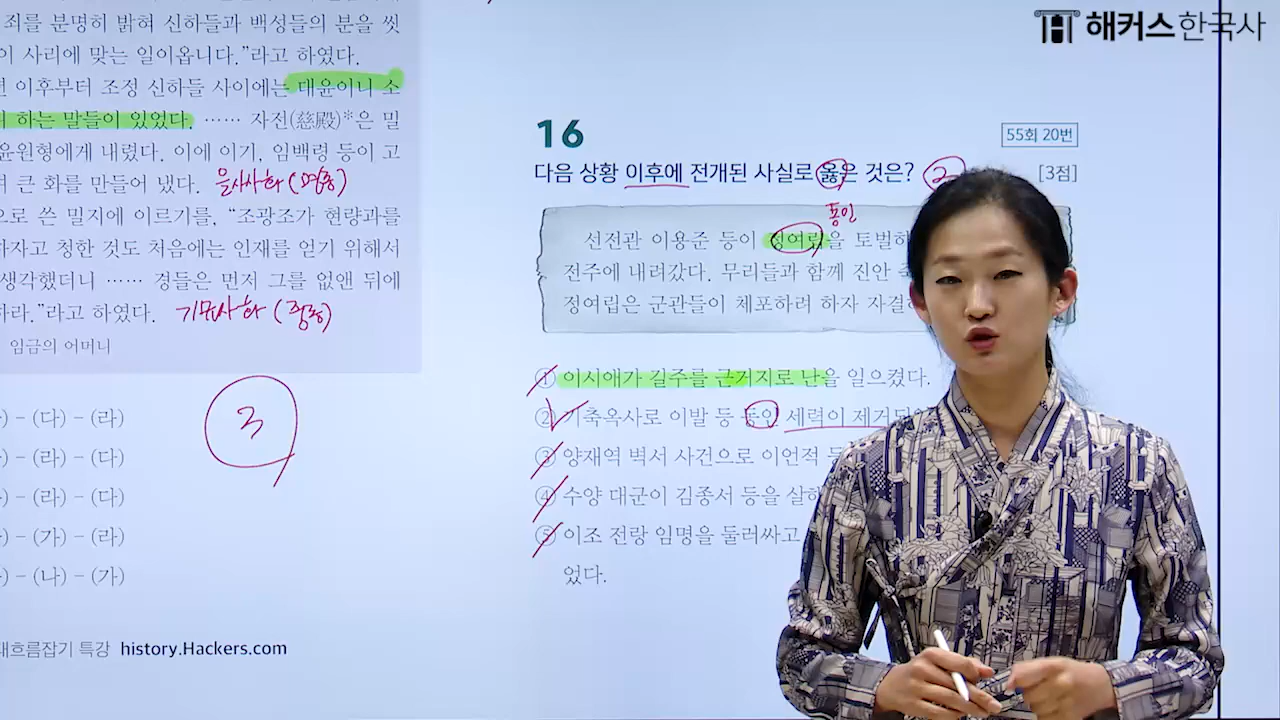 해커스한국사
죄를 분명히 밝혀 신하들과 백성들의 분을 씻
이 사리에 맞는 일이옵니다.”라고 하였다.
이후부터 조정 신하들 사이에는 대윤이니 소
하는 말들이 있었다. …… 자전(慈殿)*은 밀
윤원형에게 내렸다. 이에 이기, 임백령 등이 고
큰 화를 만들어 냈다. 을사사화 (명종)
으로 쓴 밀지에 이르기를, “조광조가 현량과를
하자고 청한 것도 처음에는 인재를 얻기 위해서
생각했더니 …… 경들은 먼저 그를 없앤 뒤에
하라.”라고 하였다. 기묘사화 (중종)
임금의 어머니
- (다) - (라)
- (라) - (다)
- (라) - (다)
- (가) - (라)
- (나) - (가)
3
특강 history.Hackers.com
16
55회 20번
다음 상황 이후에 전개된 사실로 옳은 것은? 2
[3점]
동인
선전관 이용준 등이 정여립을 토벌하
전주에 내려갔다. 무리들과 함께 진안
정여립은 군관들이 체포하려 하자 자결
① 이시애가 길주를 근거지로 난을 일으켰다.
② 기축옥사로 이발 등 동인 세력이 제거되
③ 양재역 벽서 사건으로 이언적 등
④ 수양 대군이 김종서 등을 살해
⑤ 이조 전랑 임명을 둘러싸고
었다.